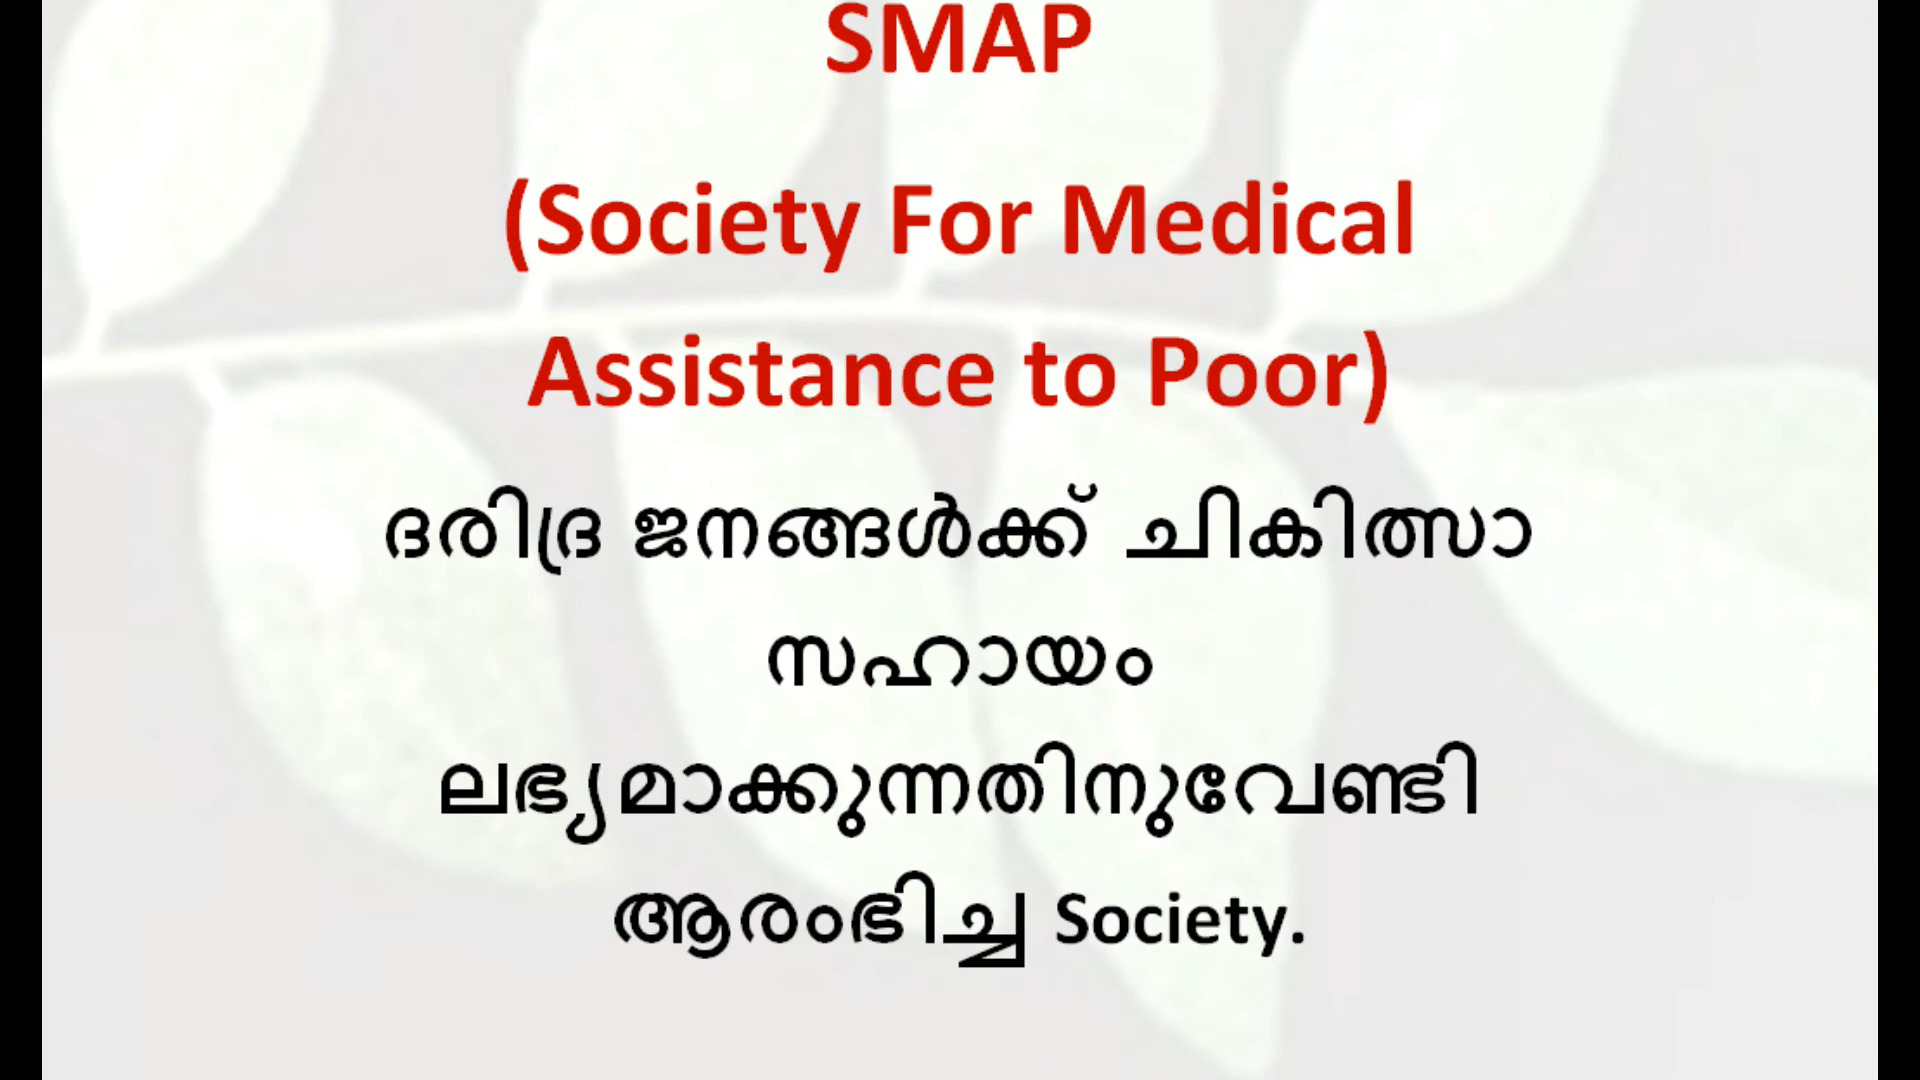 SMAP
(Society For Medical
Assistance to Poor)
ദരിദ്ര ജനങ്ങൾക്ക് ചികിത്സാ
സഹായം
ലഭ്യമാക്കുന്നതിനുവേണ്ടി
ആരംഭിച്ച Society.